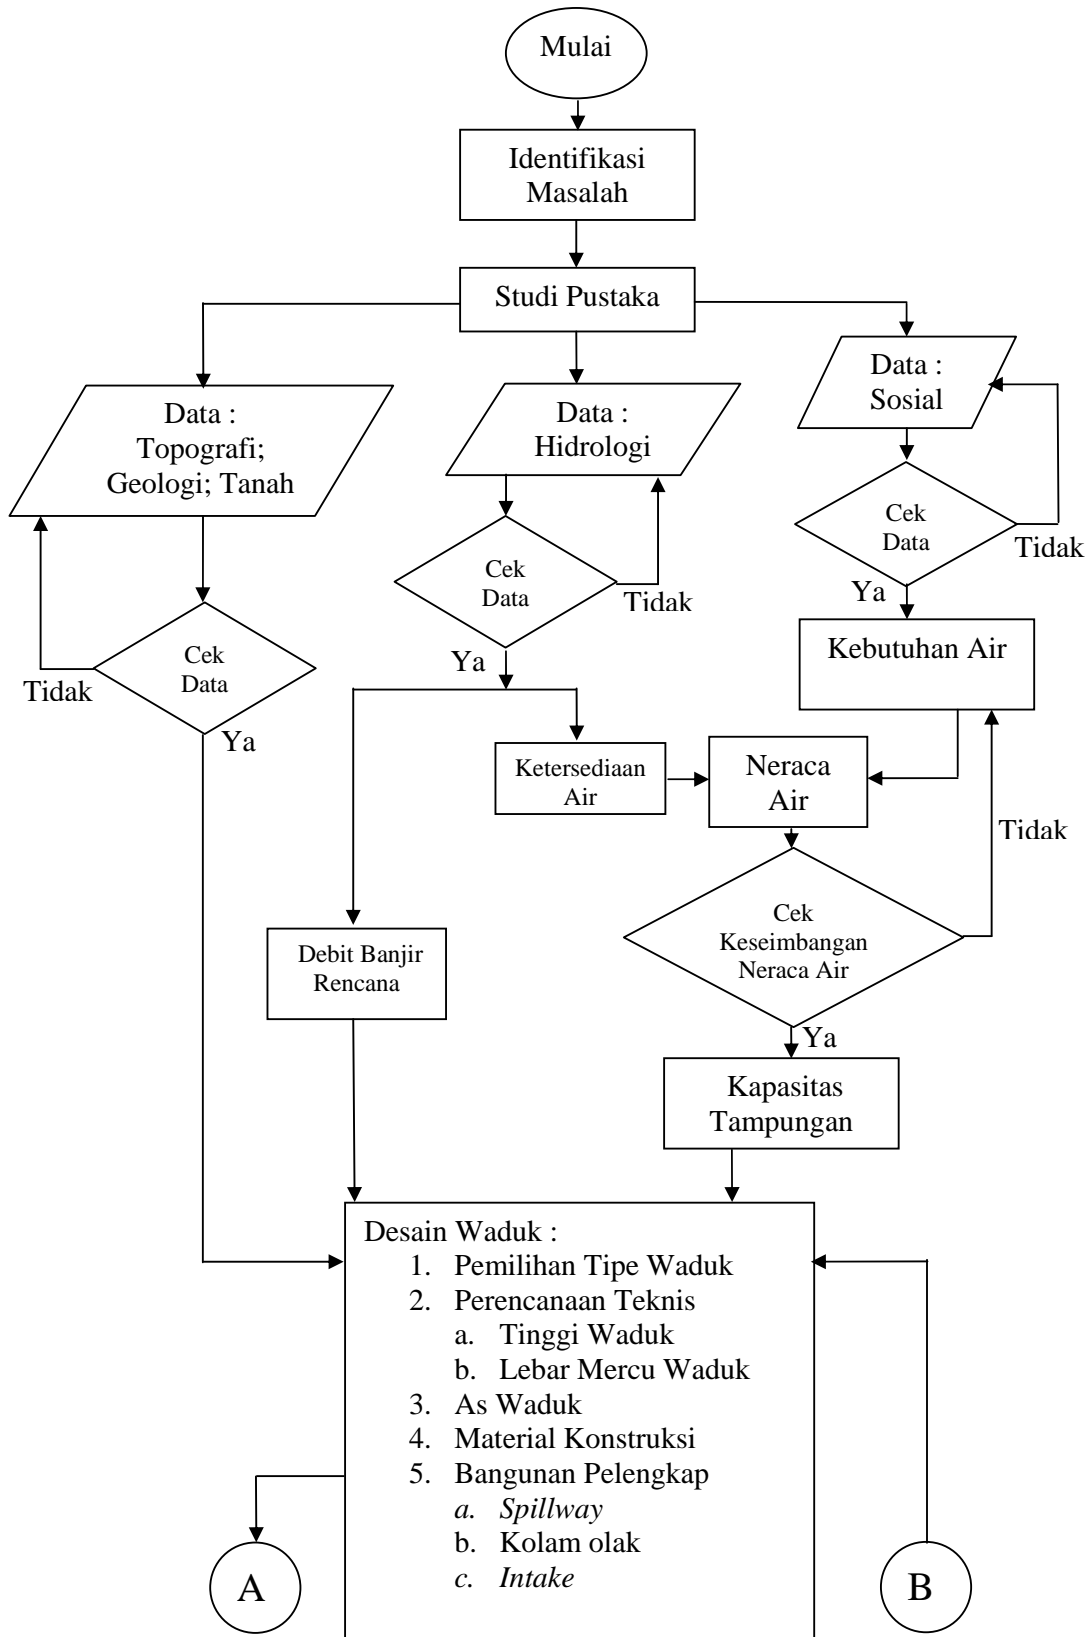 Mulai
Identifikasi
Masalah
Studi Pustaka
Data :
Topografi;
Geologi; Tanah
Data :
Hidrologi
Data :
Sosial
Cek
Data
Tidak
Ya
Cek
Data
Tidak
Ya
Cek
Data
Tidak
Ya
Kebutuhan Air
Ketersediaan
Air
Neraca
Air
Tidak
Cek
Keseimbangan
Neraca Air
Ya
Debit Banjir
Rencana
Kapasitas
Tampungan
Desain Waduk :
1. Pemilihan Tipe Waduk
2. Perencanaan Teknis
a. Tinggi Waduk
b. Lebar Mercu Waduk
3. As Waduk
4. Material Konstruksi
5. Bangunan Pelengkap
a. Spillway
b. Kolam olak
c. Intake
A
B